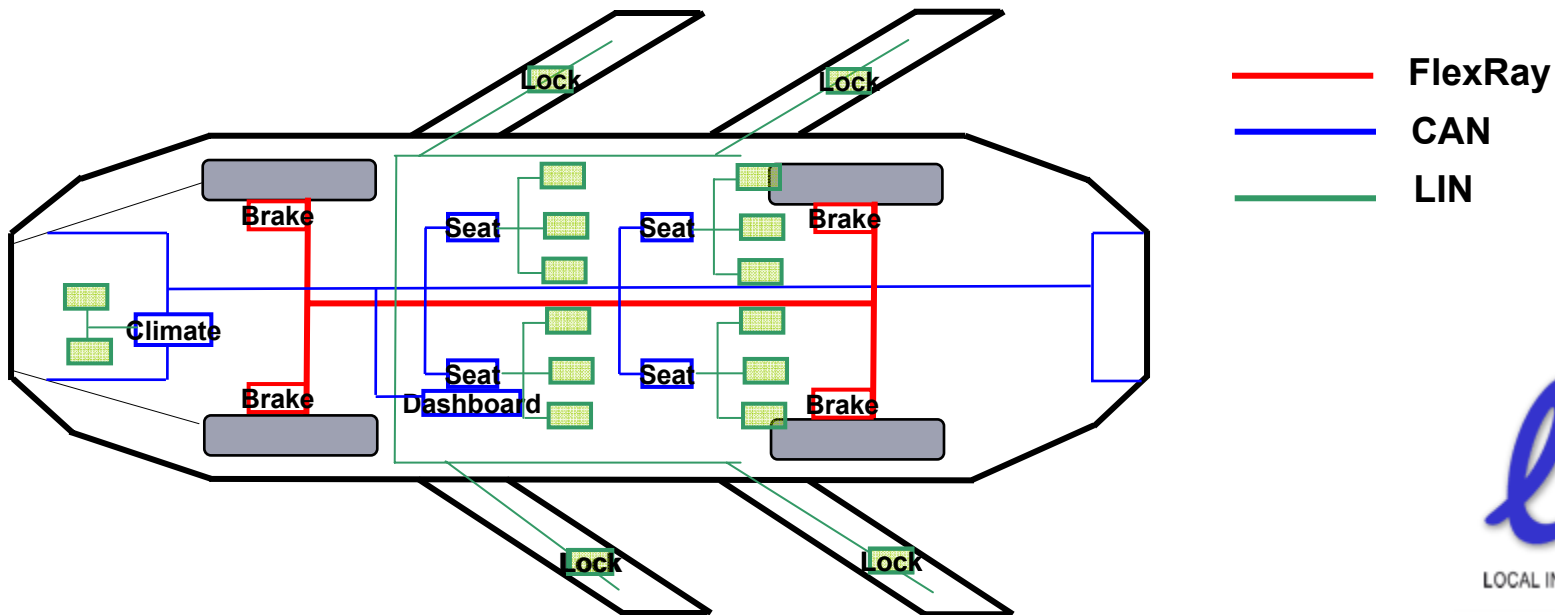 Lock
Lock
FlexRay
CAN
LIN
Brake
Seat
Seat
Brake
Climate
Seat
Seat
Brake
Dashboard
Brake
Lock
Lock
LOCAL